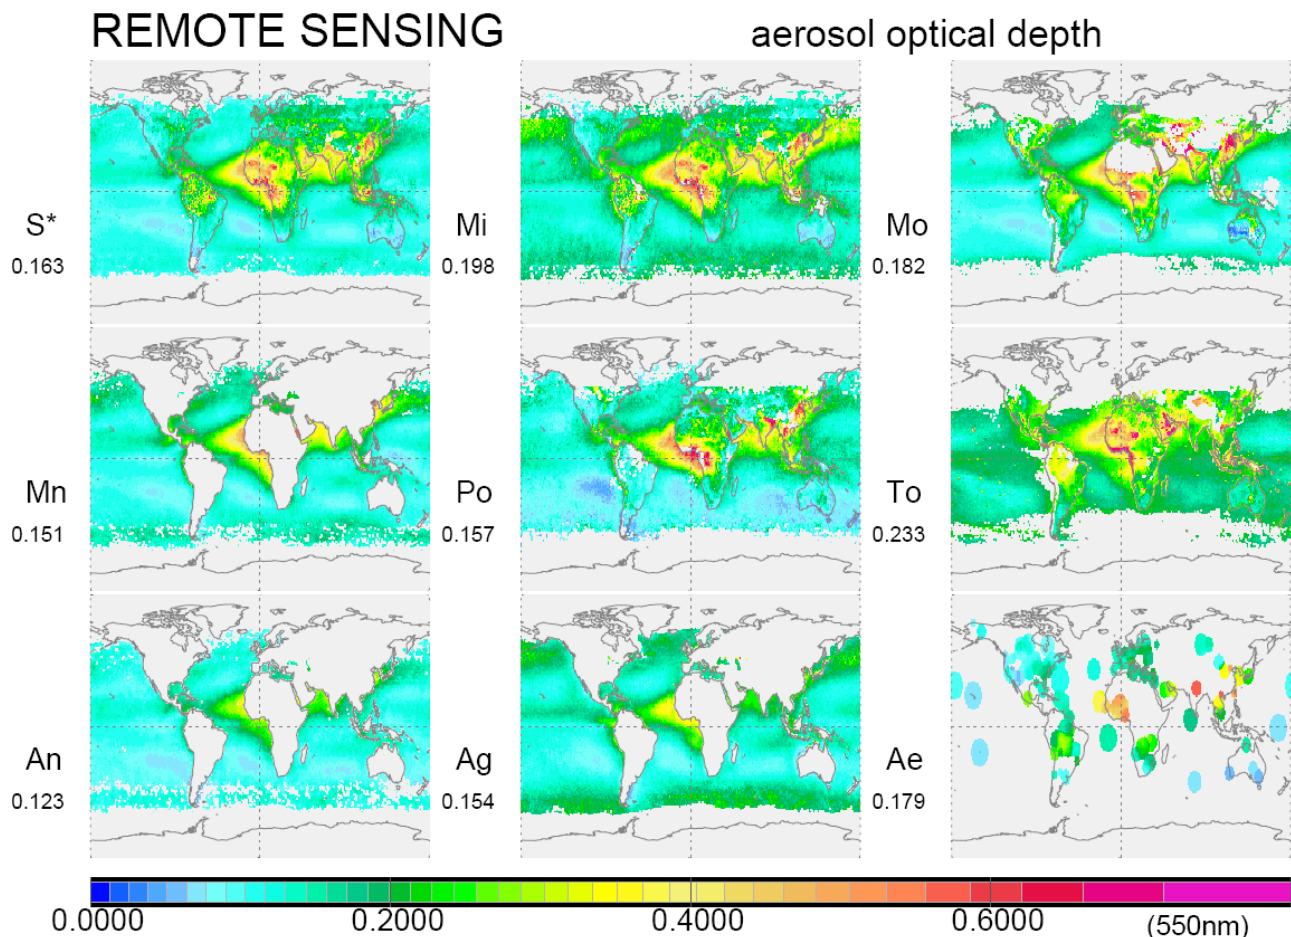 REMOTE SENSING
aerosol optical depth
S*
0.163
Mi
0.198
Mo
0.182
Mn
0.151
Po
0.157
To
0.233
An
0.123
Ag
0.154
Ae
0.179
0.0000 0.2000 0.4000 0.6000 (550nm)